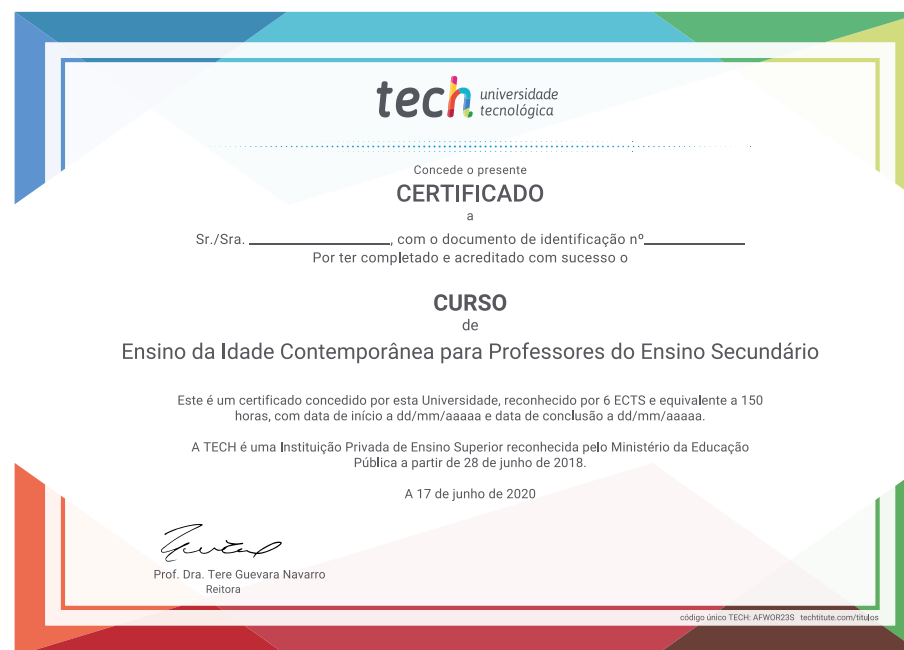 tech universidade
tecnológica
Concede o presente
CERTIFICADO
a
Sr./Sra. ________________, com o documento de identificação nº____________
Por ter completado e acreditado com sucesso o
CURSO
de
Ensino da Idade Contemporânea para Professores do Ensino Secundário
Este é um certificado concedido por esta Universidade, reconhecido por 6 ECTS e equivalente a 150
horas, com data de início a dd/mm/aaaaa e data de conclusão a dd/mm/aaaaa.
A TECH é uma Instituição Privada de Ensino Superior reconhecida pelo Ministério da Educação
Pública a partir de 28 de junho de 2018.
A 17 de junho de 2020
Prof. Dra. Tere Guevara Navarro
Reitora
código único TECH: AFWOR23S techtitute.com/titulos